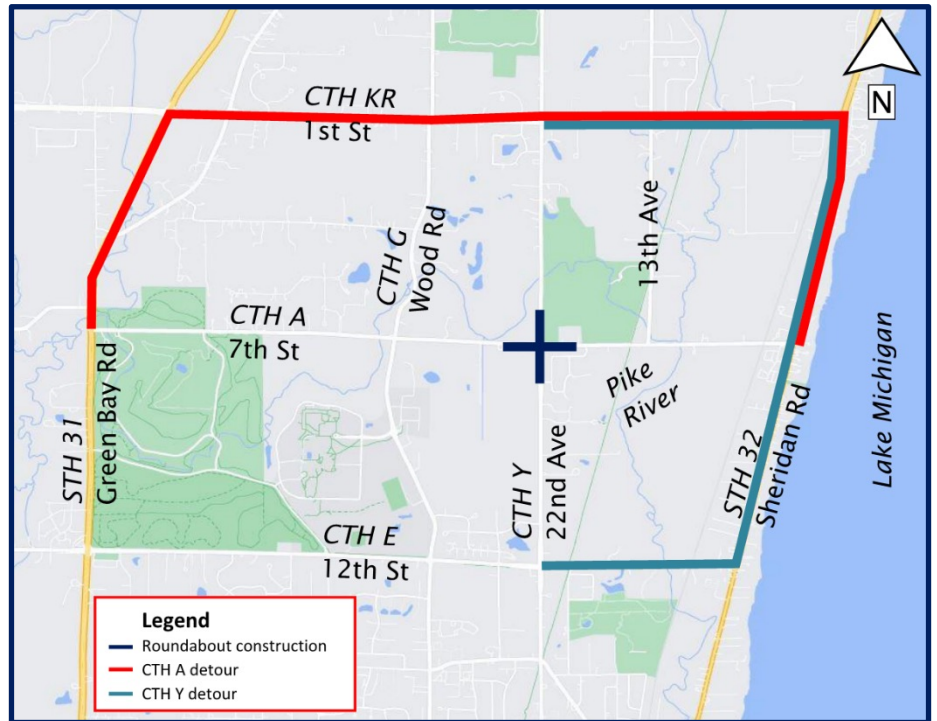 N
CTH KR
1st St
CTH G
Wood Rd
13th Ave
CTH A
7th St
Pike
River
Lake Michigan
STH 31
Green Bay Rd
CTH Y
22nd Ave
STH 32
Sheridan Rd
CTH E
12th St
Legend
Roundabout construction
CTH A detour
CTH Y detour